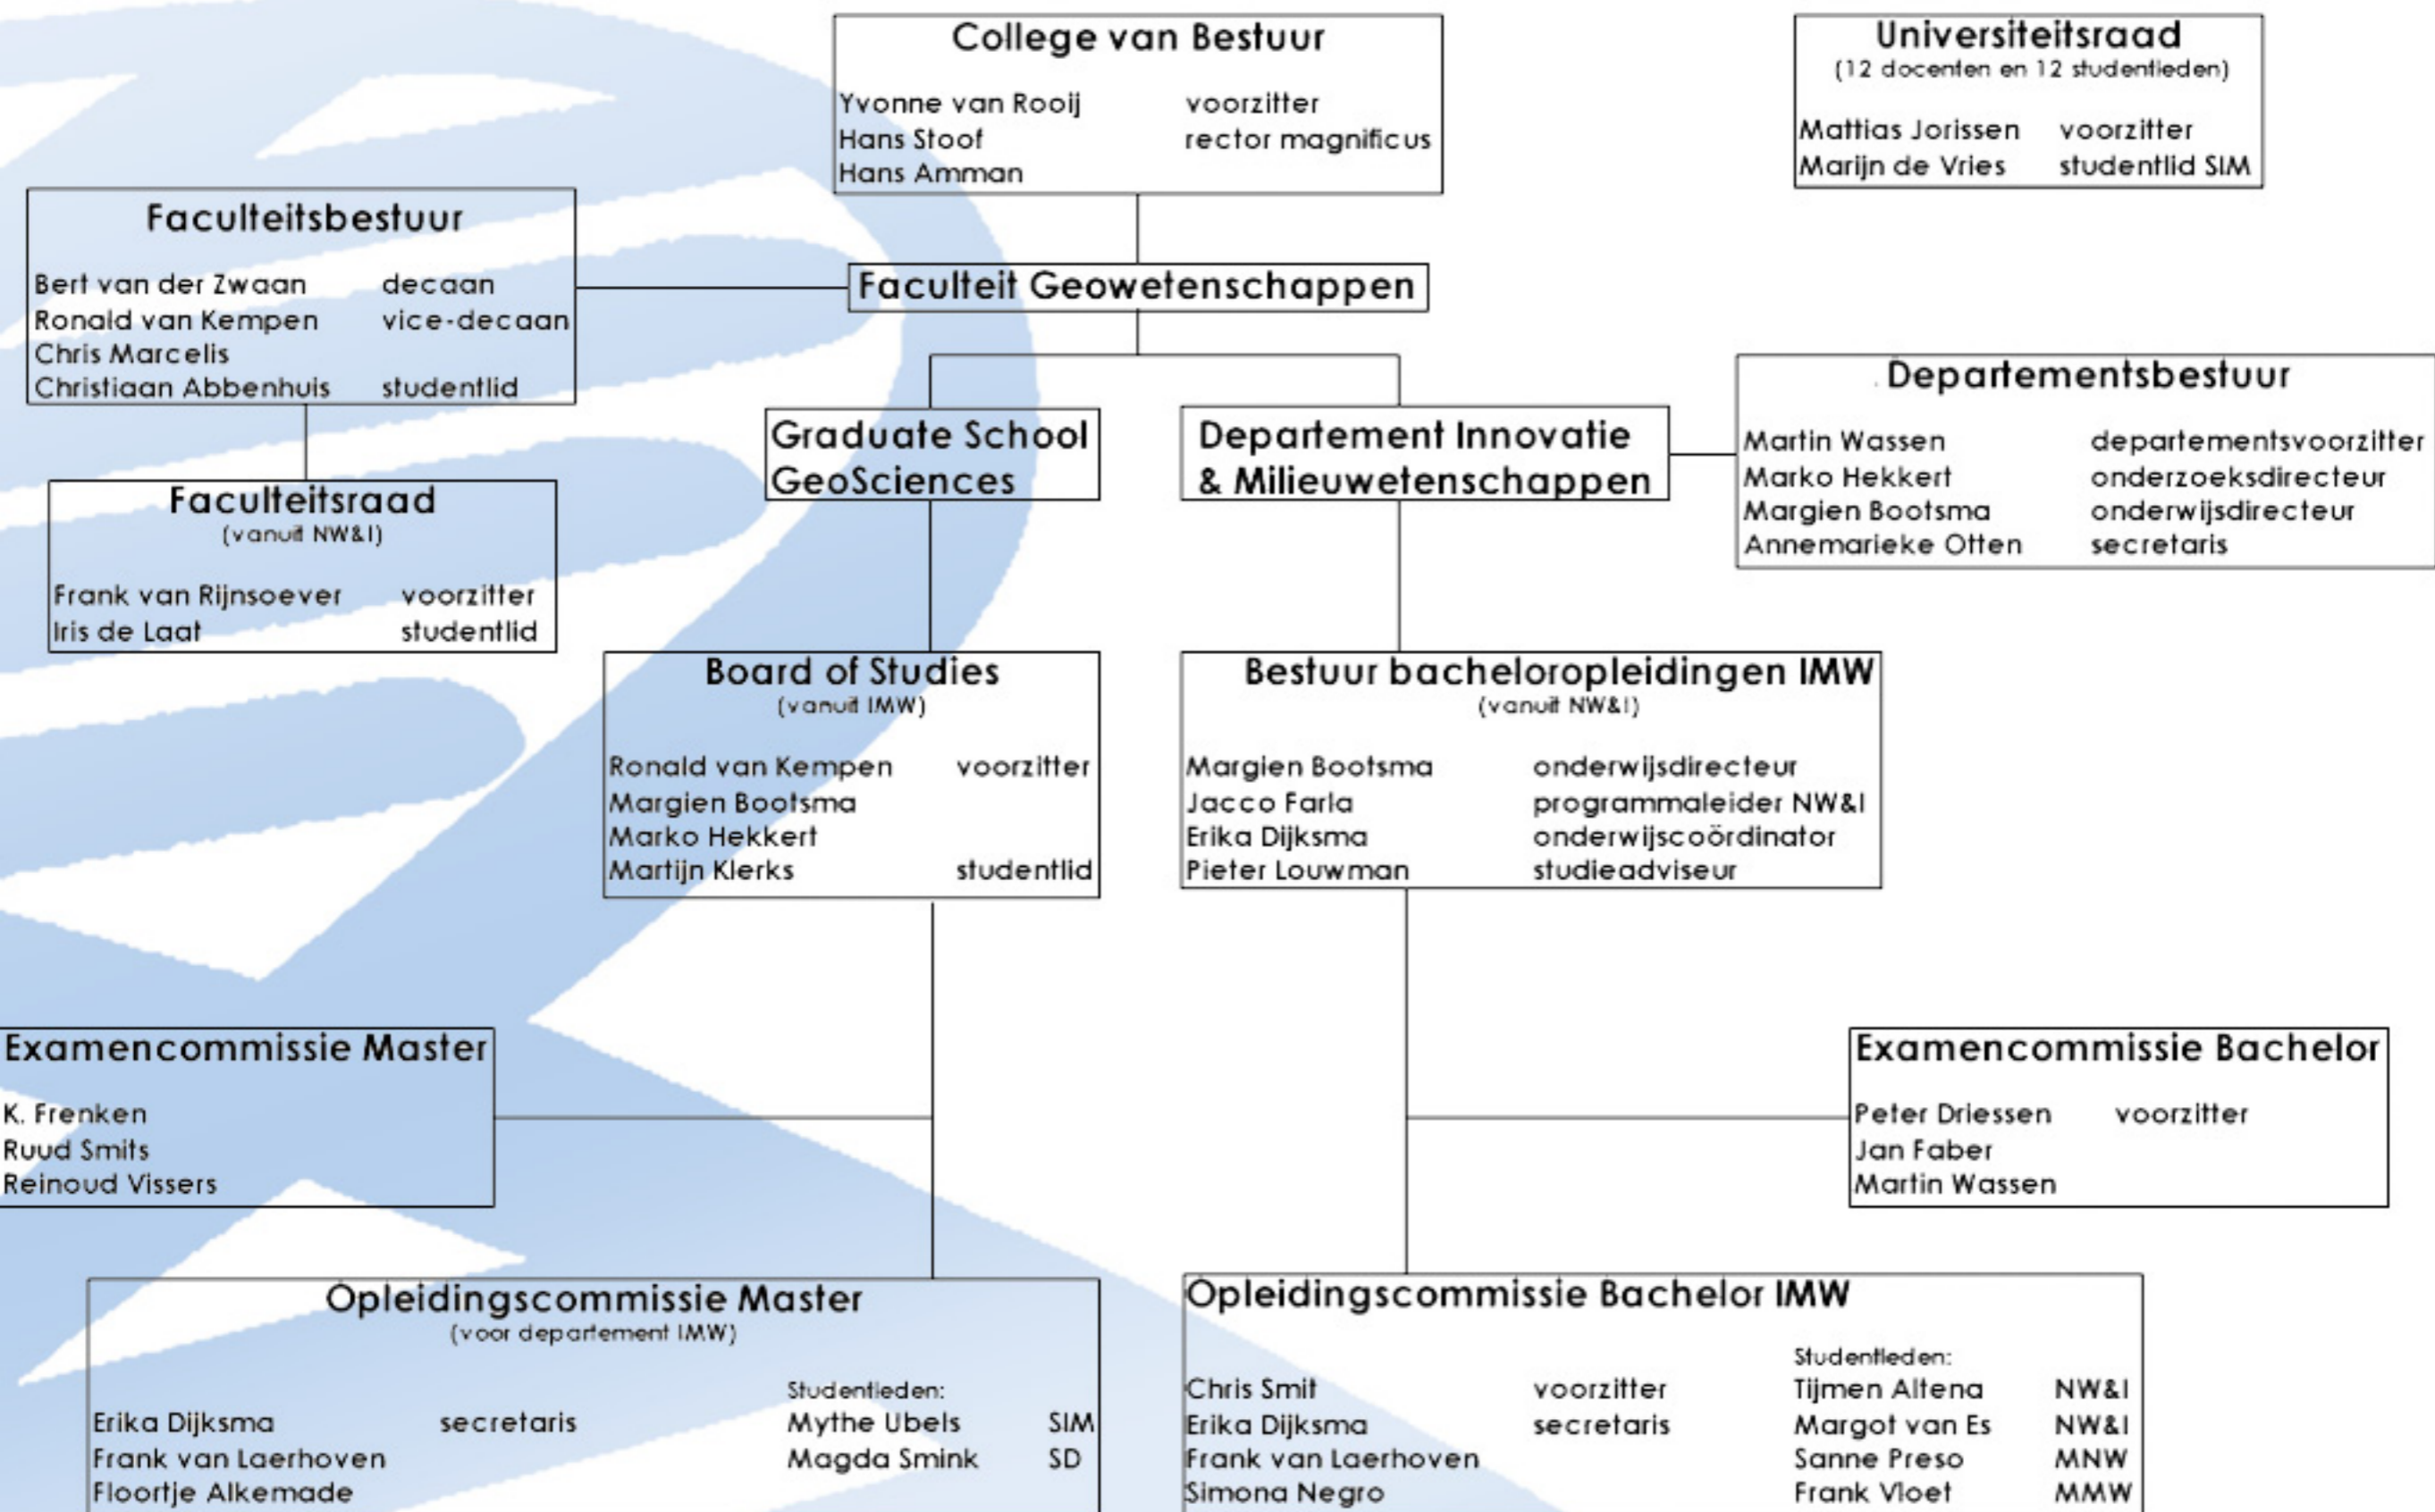 College van Bestuur
Yvonne van Rooij voorzitter
Hans Stoof rector magnificus
Hans Amman
Universiteitsraad
(12 docenten en 12 studentleden)
Mattias Jorissen voorzitter
Marijn de Vries studentlid SIM
Faculteitsbestuur
Bert van der Zwaan decaan
Ronald van Kempen vice-decaan
Chris Marcelis
Christiaan Abbenhuis studentlid
Faculteit Geowetenschappen
Faculteitsraad
(vanuit NW&I)
Frank van Rijnsoever voorzitter
Iris de Laat studentlid
Graduate School
GeoSciences
Departement Innovatie
& Milieuwetenschappen
Departementsbestuur
Martin Wassen departementsvoorzitter
Marko Hekkert onderzoeksdirecteur
Margien Bootsma onderwijsdirecteur
Annemarieke Otten secretaris
Board of Studies
(vanuit IMW)
Ronald van Kempen voorzitter
Margien Bootsma
Marko Hekkert
Martijn Klerks studentlid
Bestuur bacheloropleidingen IMW
(vanuit NW&I)
Margien Bootsma onderwijsdirecteur
Jacco Farla programmaleider NW&I
Erika Dijksma onderwijscoördinator
Pieter Louwman studieadviseur
Examencommissie Master
K. Frenken
Ruud Smits
Reinoud Vissers
Examencommissie Bachelor
Peter Driessen voorzitter
Jan Faber
Martin Wassen
Opleidingscommissie Master
(voor departement IMW)
Studentleden:
Erika Dijksma secretaris Mythe Ubels SIM
Frank van Laerhoven Magda Smink SD
Floortje Alkemade
Opleidingscommissie Bachelor IMW
Studentleden:
Chris Smit voorzitter Tijmen Altena NW&I
Erika Dijksma secretaris Margot van Es NW&I
Frank van Laerhoven Sanne Preso MNW
Simona Negro Frank Vloet MMW